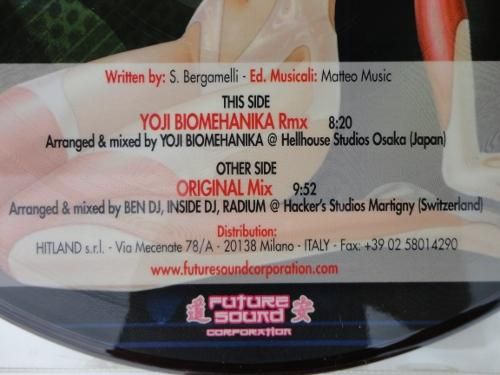 Written by: S. Bergamelli - Ed. Musicali: Matteo Music
THIS SIDE
YOJI BIOMEHANIKA Rmx 8:20
Arranged & mixed by YOJI BIOMEHANIKA @ Hellhouse Studios Osaka (Japan)
OTHER SIDE
ORIGINAL Mix 9:52
Arranged & mixed by BEN DJ, INSIDE DJ, RADIUM @ Hacker's Studios Martigny (Switzerland)
Distribution:
HITLAND s.r.l. - Via Mecenate 78/A - 20138 Milano - ITALY - Fax: +39 02 58014290
www.futuresoundcorporation.com
道 FUTURE SOUND 安
CORPORATION